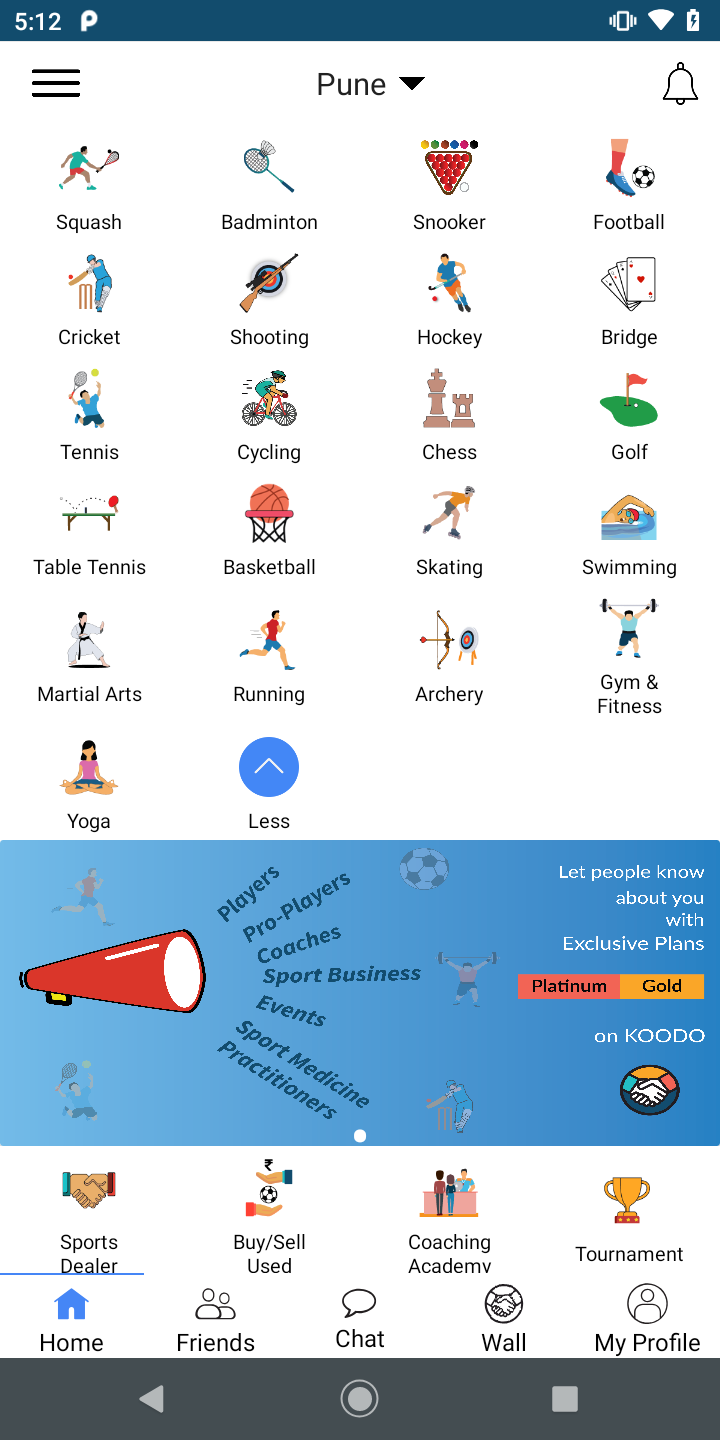 5:12
Pune
Squash Badminton Snooker Football
Cricket Shooting Hockey Bridge
Tennis Cycling Chess Golf
Table Tennis Basketball Skating Swimming
Martial Arts Running Archery Gym &
Fitness
Yoga Less
Players
Pro-Players
Coaches
Sport Business
Events
Sport Medicine
Practitioners
Let people know
about you
with
Exclusive Plans
Platinum Gold
on KOODO
Sports
Dealer
Buy/Sell
Used
Coaching
Academy
Tournament
Home Friends Chat Wall My Profile